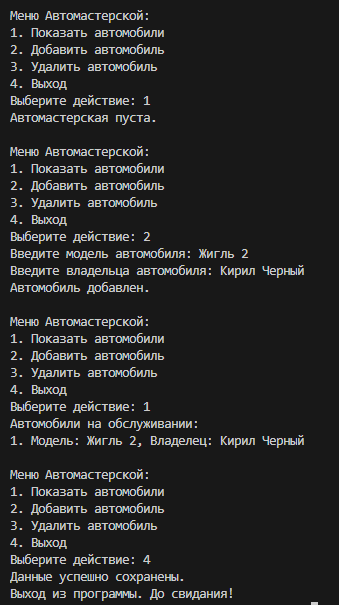 Меню Автомастерской:
1. Показать автомобили
2. Добавить автомобиль
3. Удалить автомобиль
4. Выход
Выберите действие: 1
Автомастерская пуста.
Меню Автомастерской:
1. Показать автомобили
2. Добавить автомобиль
3. Удалить автомобиль
4. Выход
Выберите действие: 2
Введите модель автомобиля: Жигль 2
Введите владельца автомобиля: Кирил Черный
Автомобиль добавлен.
Меню Автомастерской:
1. Показать автомобили
2. Добавить автомобиль
3. Удалить автомобиль
4. Выход
Выберите действие: 1
Автомобили на обслуживании:
1. Модель: Жигль 2, Владелец: Кирил Черный
Меню Автомастерской:
1. Показать автомобили
2. Добавить автомобиль
3. Удалить автомобиль
4. Выход
Выберите действие: 4
Данные успешно сохранены.
Выход из программы. До свидания!